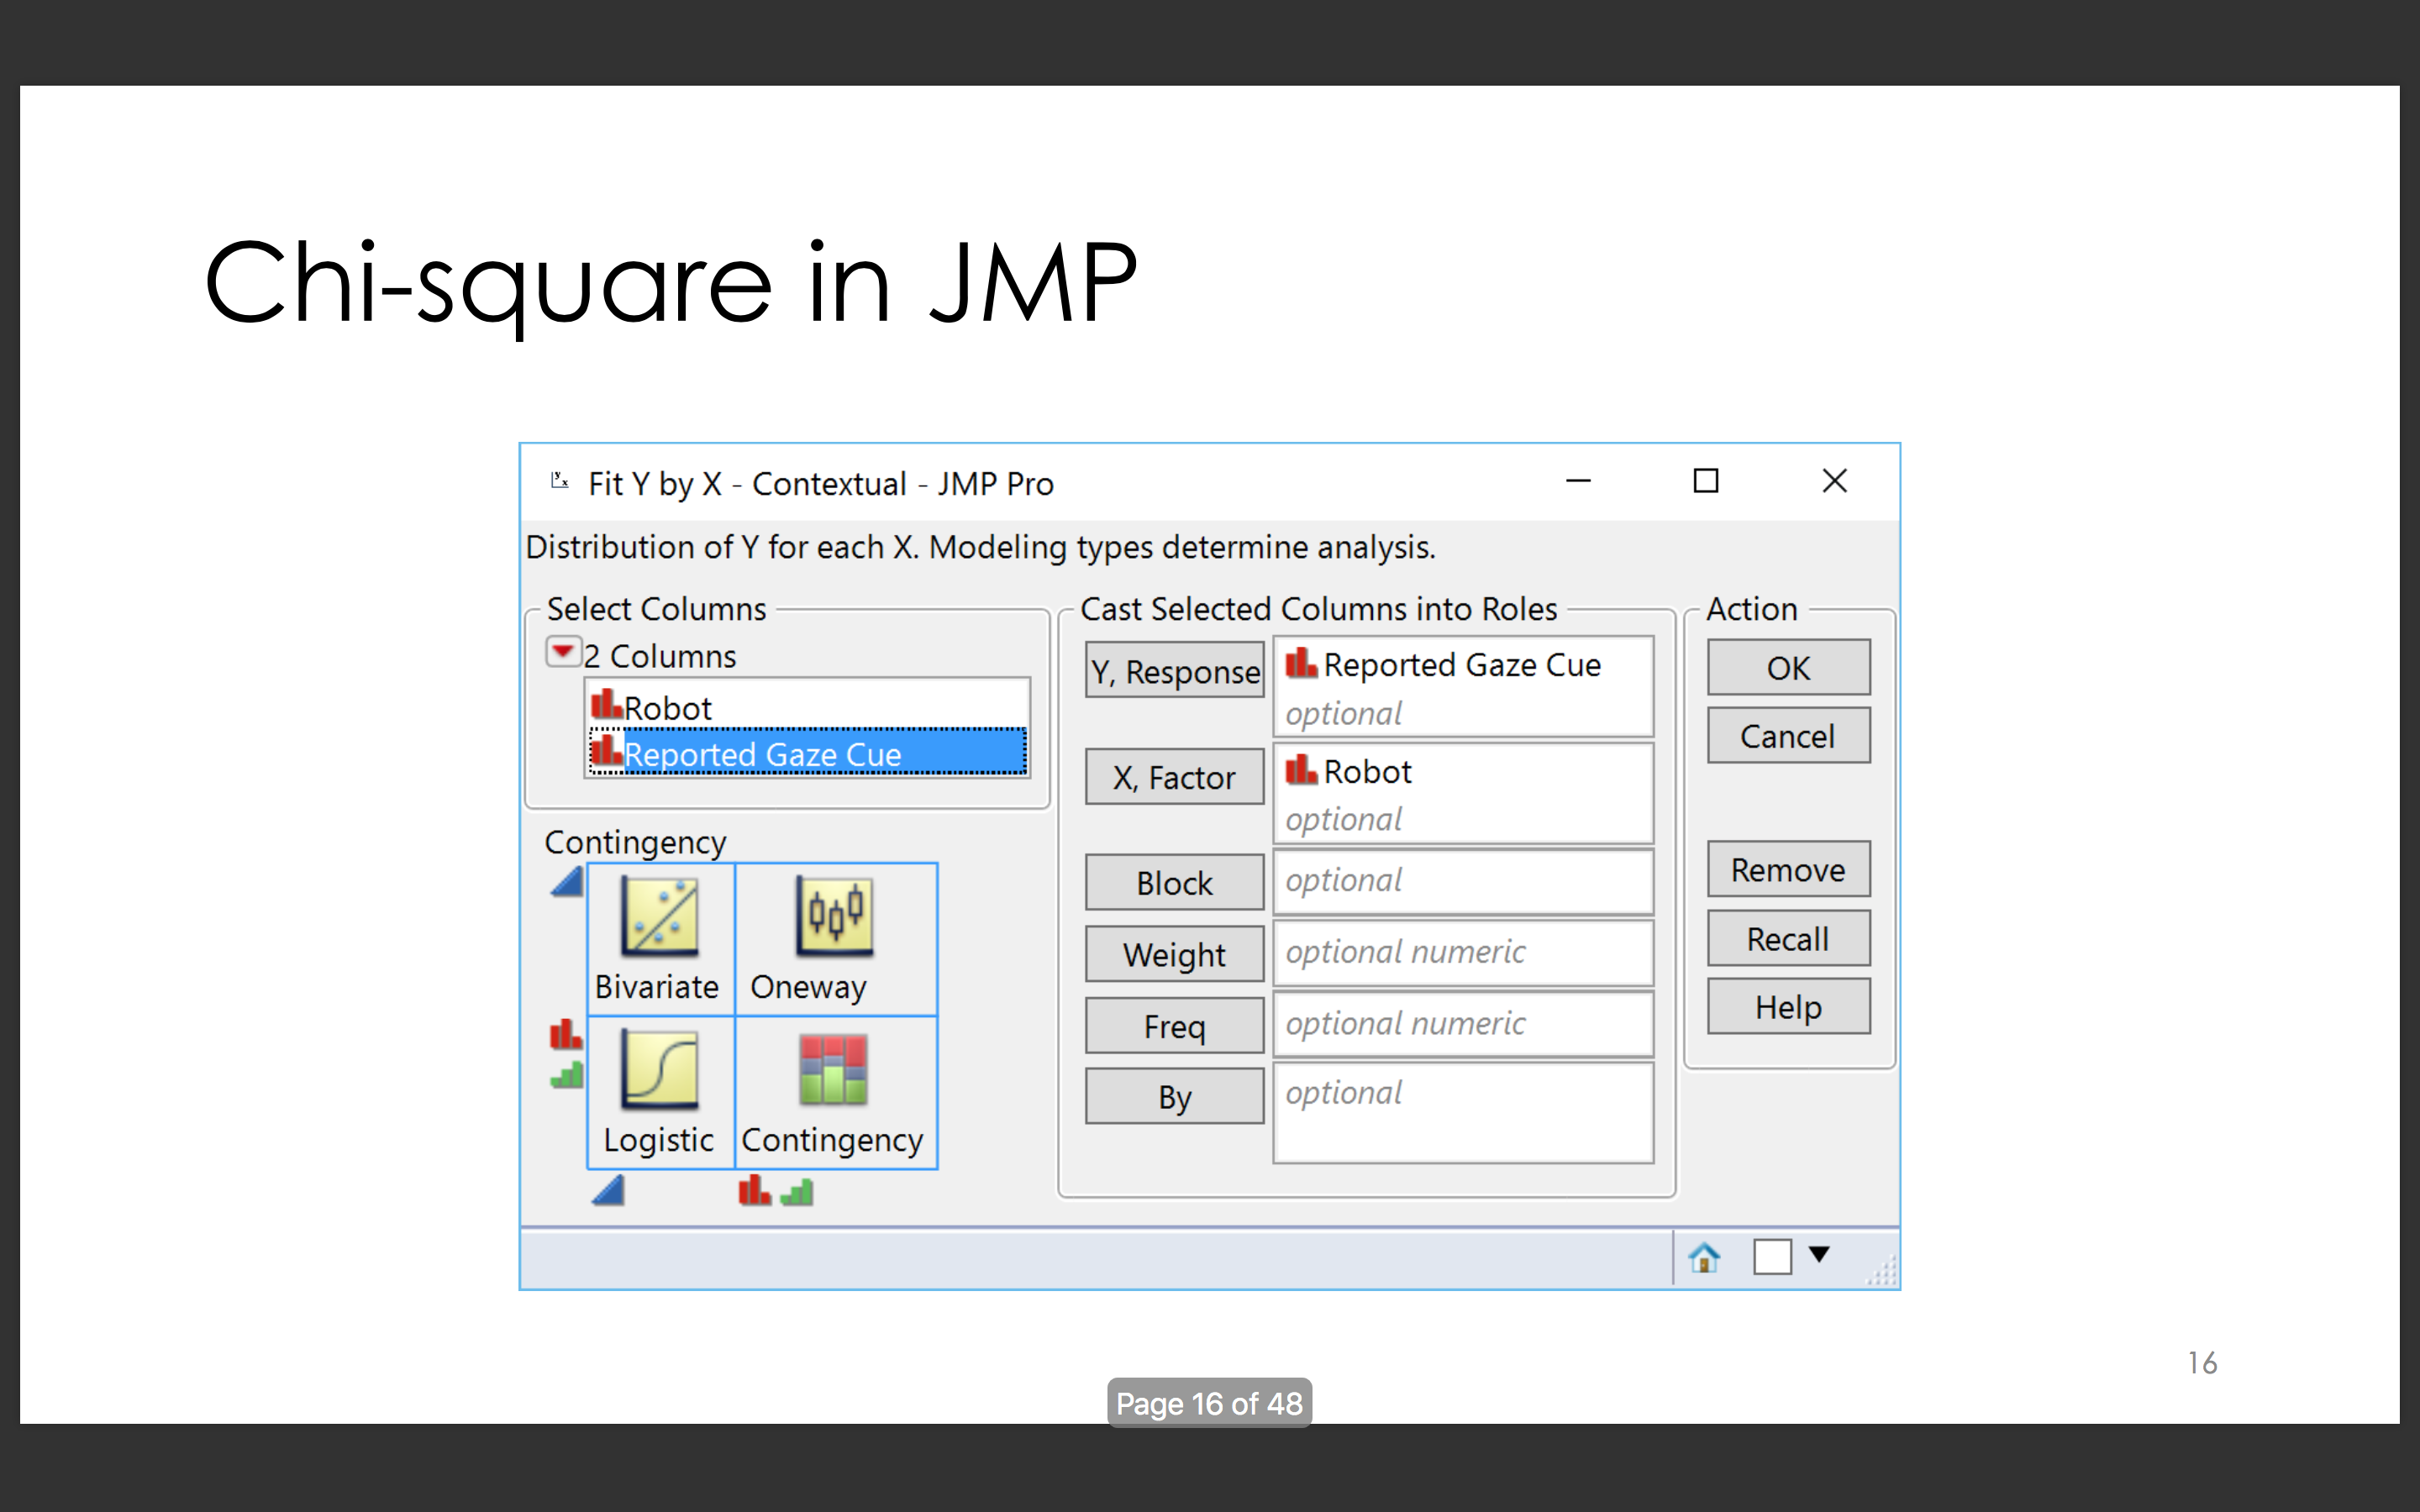 Chi-square in JMP
Fit Y by X - Contextual - JMP Pro
Distribution of Y for each X. Modeling types determine analysis.
Select Columns
2 Columns
Robot
Reported Gaze Cue
Contingency
Bivariate
Oneway
Logistic
Contingency
Cast Selected Columns into Roles
Y, Response
Reported Gaze Cue
optional
X, Factor
Robot
optional
Block
optional
Weight
optional numeric
Freq
optional numeric
By
optional
Action
OK
Cancel
Remove
Recall
Help
16
Page 16 of 48